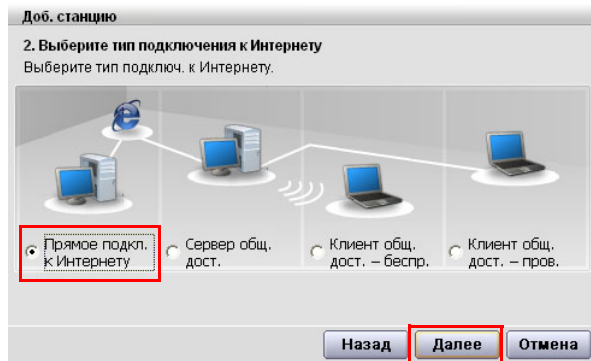 Доб. станцию
2. Выберите тип подключения к Интернету
Выберите тип подключ. к Интернету.
Прямое подкл. к Интернету
Сервер общ. дост.
Клиент общ. дост. – беспр.
Клиент общ. дост. – пров.
Назад Далее Отмена